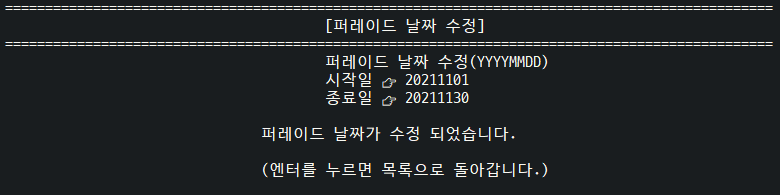 ================================================================================================
[퍼레이드 날짜 수정]
================================================================================================
퍼레이드 날짜 수정(YYYYMMDD)
시작일 👉 20211101
종료일 👉 20211130
퍼레이드 날짜가 수정 되었습니다.
(엔터를 누르면 목록으로 돌아갑니다.)